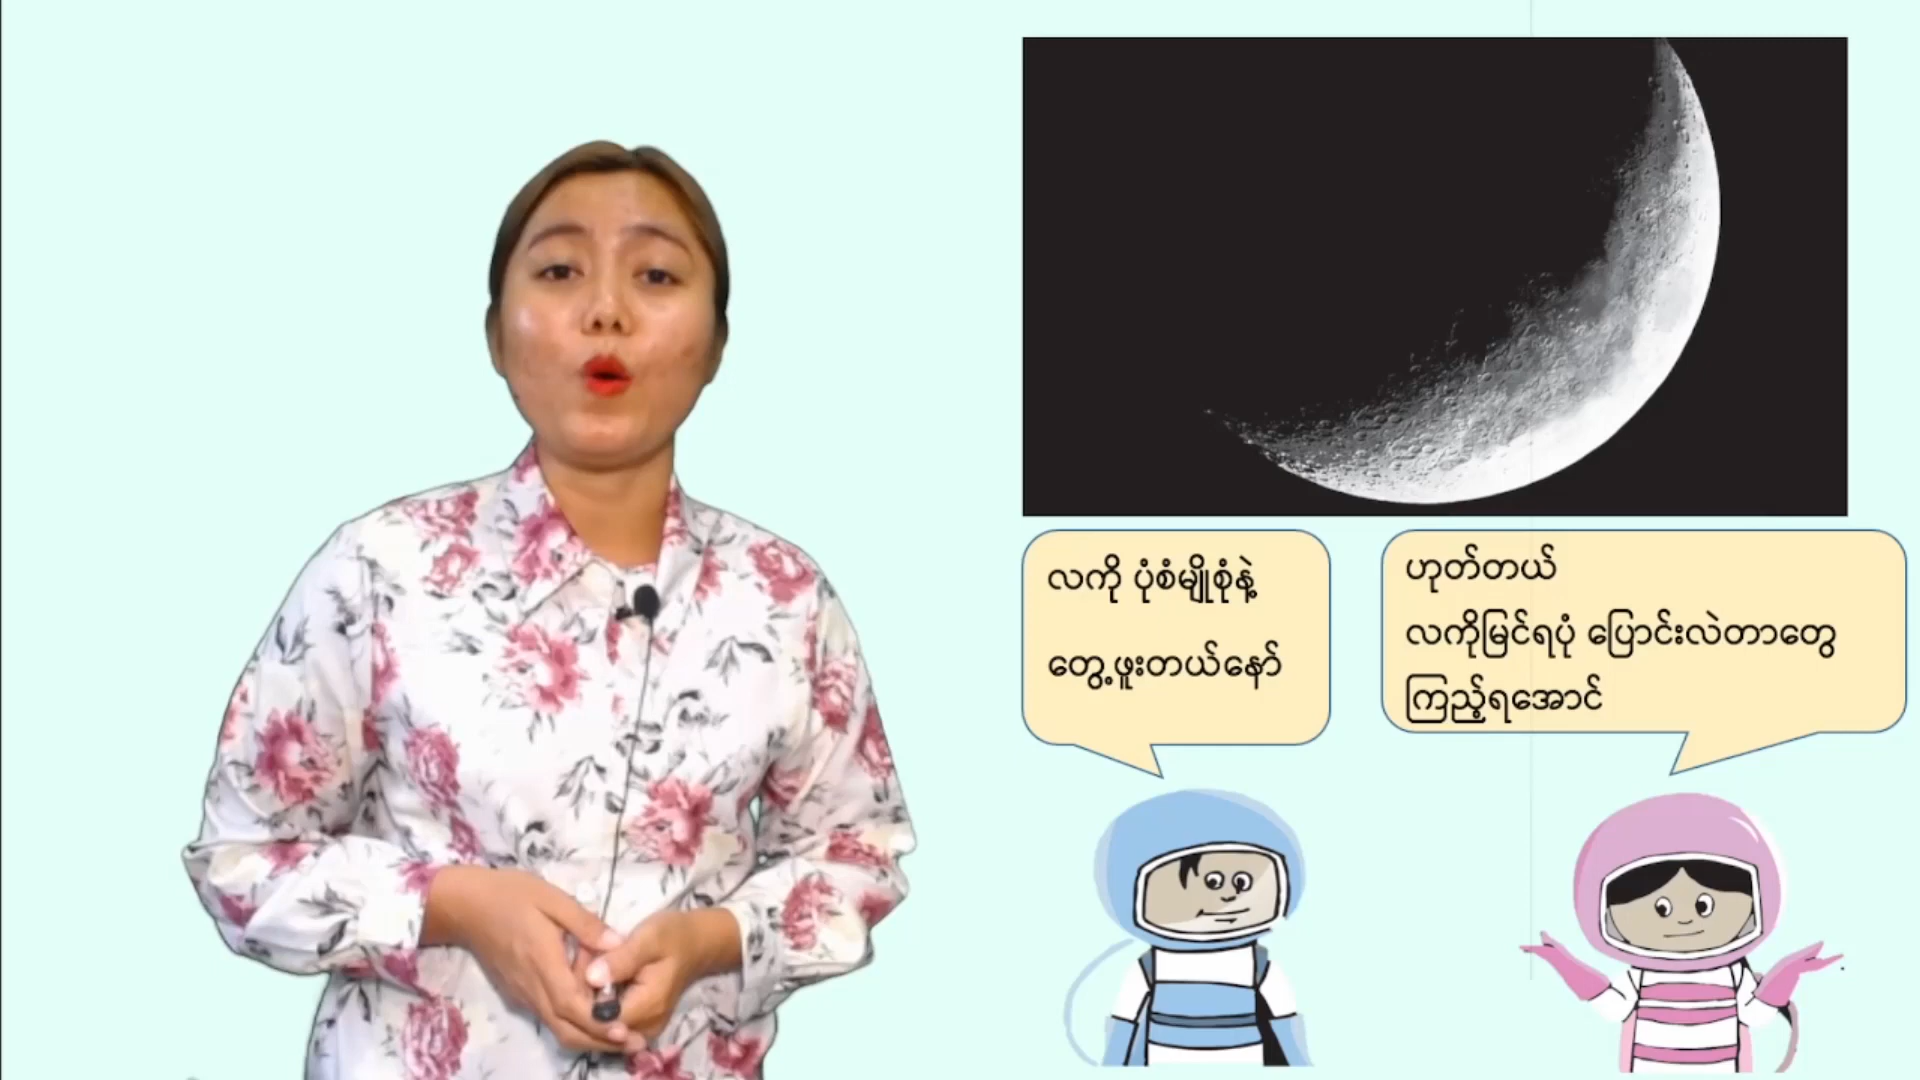 လကို ပုံစံမျိုးစုံနဲ့
တွေ့ဖူးတယ်နော်
ဟုတ်တယ်
လကိုမြင်ရပုံ ပြောင်းလဲတာတွေ
ကြည့်ရအောင်